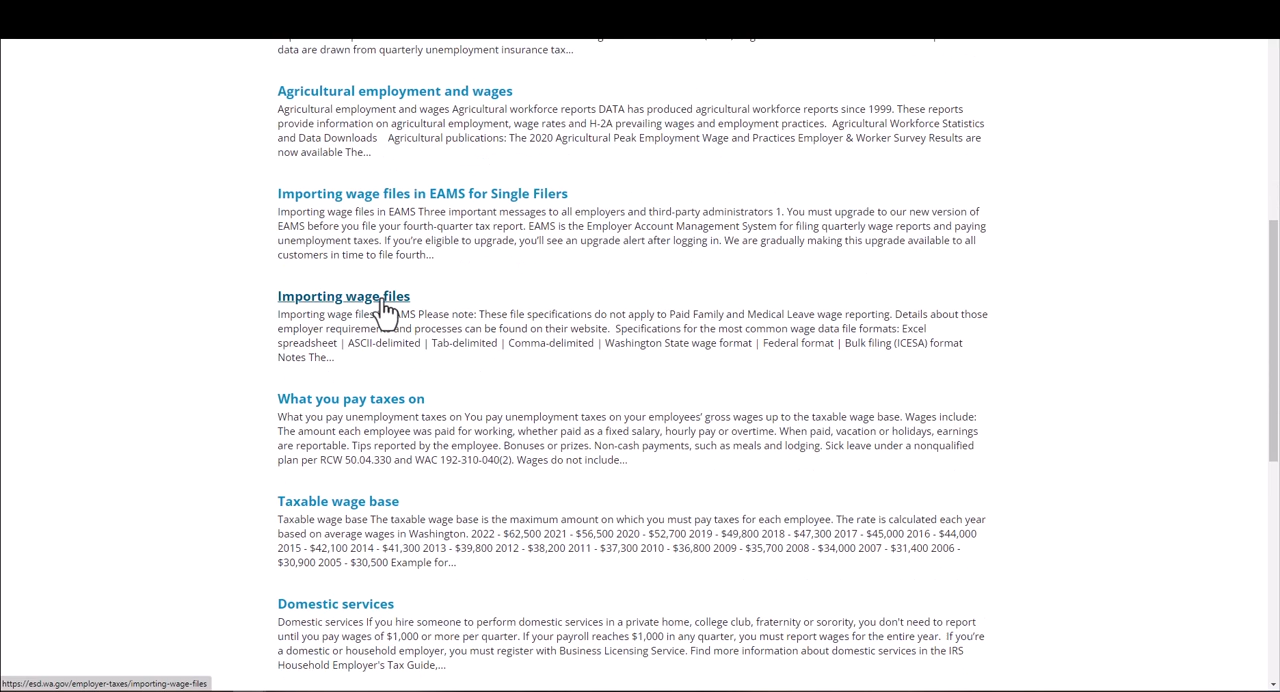 data are drawn from quarterly unemployment insurance tax...
Agricultural employment and wages
Agricultural employment and wages Agricultural workforce reports DATA has produced agricultural workforce reports since 1999. These reports
provide information on agricultural employment, wage rates and H-2A prevailing wages and employment practices. Agricultural Workforce Statistics
and Data Downloads Agricultural publications: The 2020 Agricultural Peak Employment Wage and Practices Employer & Worker Survey Results are
now available The...
Importing wage files in EAMS for Single Filers
Importing wage files in EAMS Three important messages to all employers and third-party administrators 1. You must upgrade to our new version of
EAMS before you file your fourth-quarter tax report. EAMS is the Employer Account Management System for filing quarterly wage reports and paying
unemployment taxes. If you're eligible to upgrade, you'll see an upgrade alert after logging in. We are gradually making this upgrade available to all
customers in time to file fourth...
Importing wage files
Importing wage files MS Please note: These file specifications do not apply to Paid Family and Medical Leave wage reporting. Details about those
employer requirements and processes can be found on their website. Specifications for the most common wage data file formats: Excel
spreadsheet | ASCII-delimited | Tab-delimited | Comma-delimited | Washington State wage format | Federal format | Bulk filing (ICESA) format
Notes The...
What you pay taxes on
What you pay unemployment taxes on You pay unemployment taxes on your employees' gross wages up to the taxable wage base. Wages include:
The amount each employee was paid for working, whether paid as a fixed salary, hourly pay or overtime. When paid, vacation or holidays, earnings
are reportable. Tips reported by the employee. Bonuses or prizes. Non-cash payments, such as meals and lodging. Sick leave under a nonqualified
plan per RCW 50.04.330 and WAC 192-310-040(2). Wages do not include...
Taxable wage base
Taxable wage base The taxable wage base is the maximum amount on which you must pay taxes for each employee. The rate is calculated each year
based on average wages in Washington. 2022 - $62,500 2021 - $56,500 2020 - $52,700 2019 - $49,800 2018 - $47,300 2017 - $45,000 2016 - $44,000
2015 - $42,100 2014 - $41,300 2013 - $39,800 2012 - $38,200 2011 - $37,300 2010 - $36,800 2009 - $35,700 2008 - $34,000 2007 - $31,400 2006 -
$30,900 2005 - $30,500 Example for...
Domestic services
Domestic services If you hire someone to perform domestic services in a private home, college club, fraternity or sorority, you don't need to report
until you pay wages of $1,000 or more per quarter. If your payroll reaches $1,000 in any quarter, you must report wages for the entire year. If you're
a domestic or household employer, you must register with Business Licensing Service. Find more information about domestic services in the IRS
Household Employer's Tax Guide,...
https://esd.wa.gov/employer-taxes/importing-wage-files